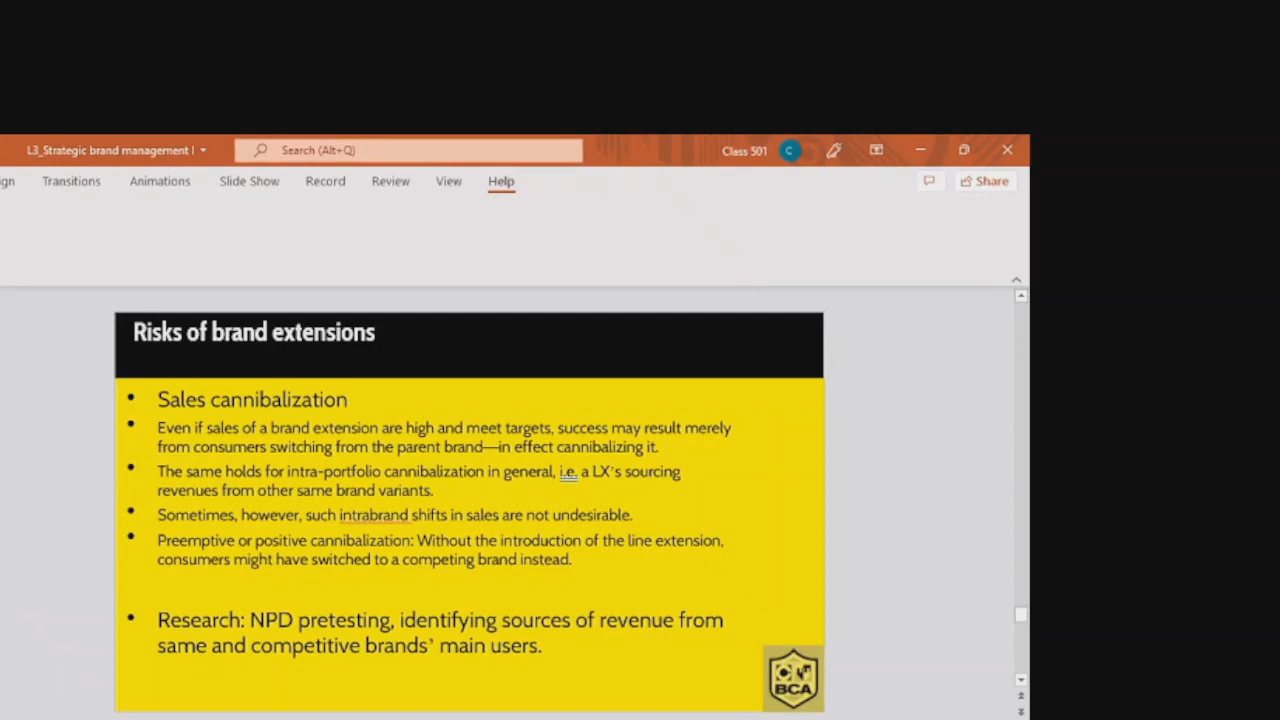 L3_Strategic brand management I
Search (Alt+Q)
Class 501
C
gn
Transitions
Animations
Slide Show
Record
Review
View
Help
Share
Risks of brand extensions
• Sales cannibalization
• Even if sales of a brand extension are high and meet targets, success may result merely
from consumers switching from the parent brand—in effect cannibalizing it.
• The same holds for intra-portfolio cannibalization in general, i.e. a LX’s sourcing
revenues from other same brand variants.
• Sometimes, however, such intrabrand shifts in sales are not undesirable.
• Preemptive or positive cannibalization: Without the introduction of the line extension,
consumers might have switched to a competing brand instead.
• Research: NPD pretesting, identifying sources of revenue from
same and competitive brands’ main users.
BCA